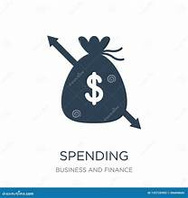 $
SPENDING
BUSINESS AND FINANCE